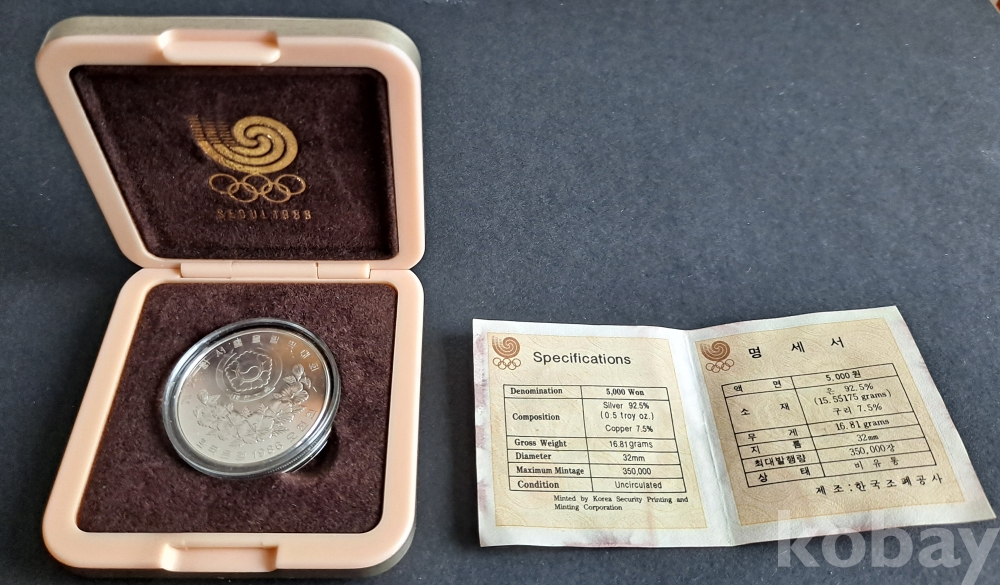 SEOUL 1988
1986
Specifications
Denomination 5,000 Won
Composition Silver 92.5%
(0.5 troy oz.)
Copper 7.5%
Gross Weight 16.81grams
Diameter 32mm
Maximum Mintage 350,000
Condition Uncirculated
Minted by Korea Security Printing and
Minting Corporation
명 세 서
액 면 5,000원
소 재 은 92.5%
(15.55175 grams)
구리 7.5%
무 게 16.81 grams
지 름 32mm
최대발행량 350,000장
상 태 비 유 통
제 조 : 한국조폐공사
kobay